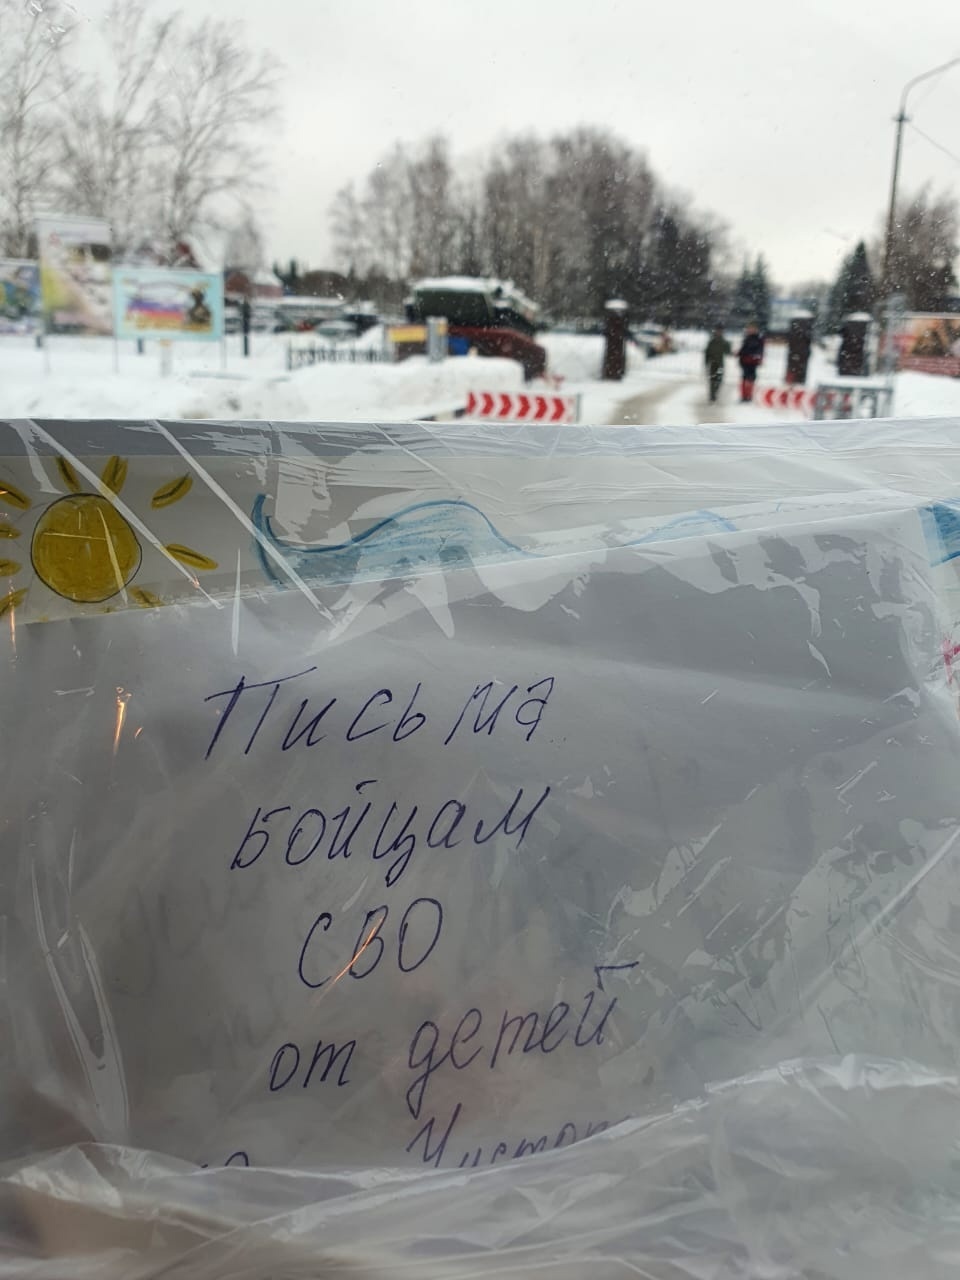 Письма
бойцам
СВО
от детей